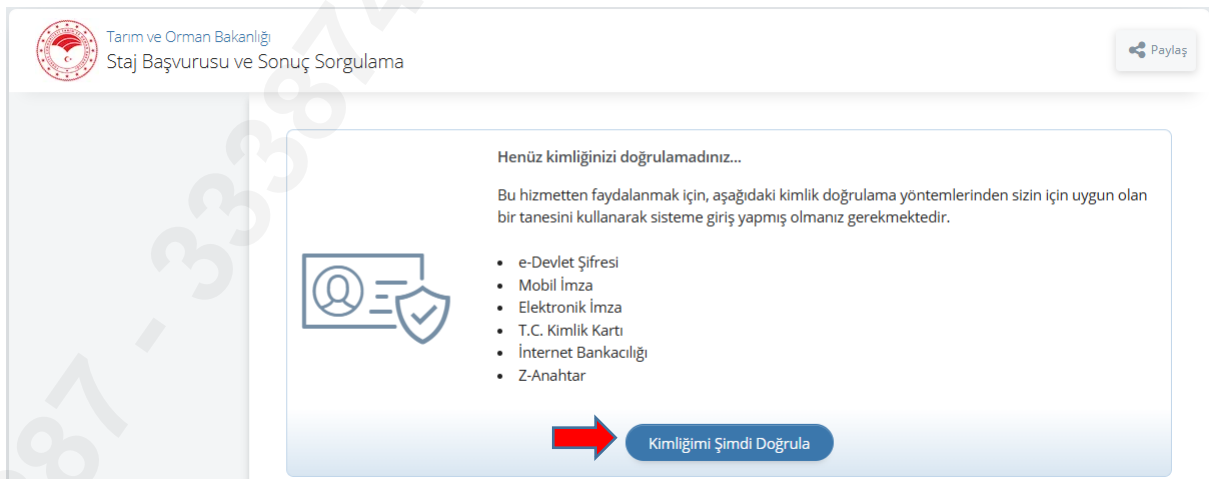 Tarım ve Orman Bakanlığı
Staj Başvurusu ve Sonuç Sorgulama
Paylaş
Henüz kimliğinizi doğrulamadınız...
Bu hizmetten faydalanmak için, aşağıdaki kimlik doğrulama yöntemlerinden sizin için uygun olan
bir tanesini kullanarak sisteme giriş yapmış olmanız gerekmektedir.
• e-Devlet Şifresi
• Mobil İmza
• Elektronik İmza
• T.C. Kimlik Kartı
• İnternet Bankacılığı
• Z-Anahtar
Kimliğimi Şimdi Doğrula